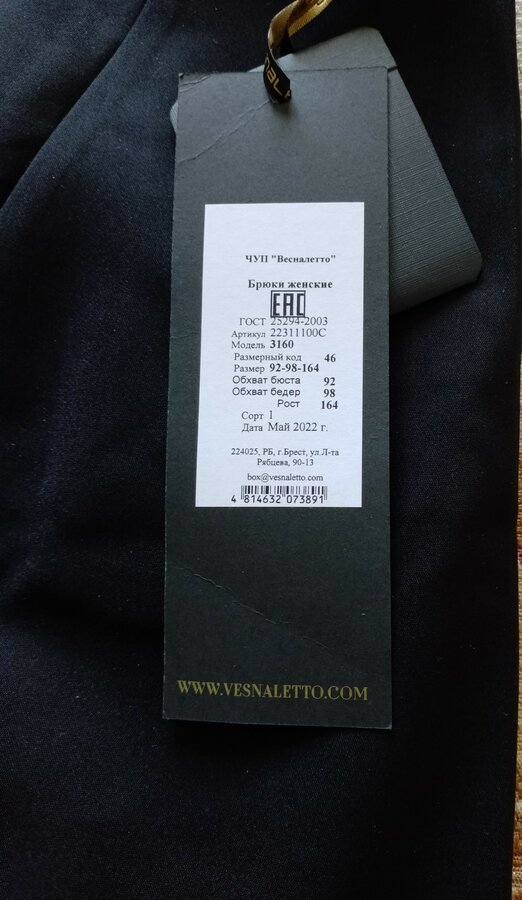 ЧУП "Весналетто"
Брюки женские
EAC
ГОСТ 25294-2003
Артикул 22311100С
Модель 3160
Размерный код 46
Размер 92-98-164
Обхват бюста 92
Обхват бедер 98
Рост 164
Сорт 1
Дата Май 2022 г.
224025, РБ, г.Брест, ул.Л-та
Рябцева, 90-13
box@vesnaletto.com
4 814632 073891
WWW.VESNALETTO.COM